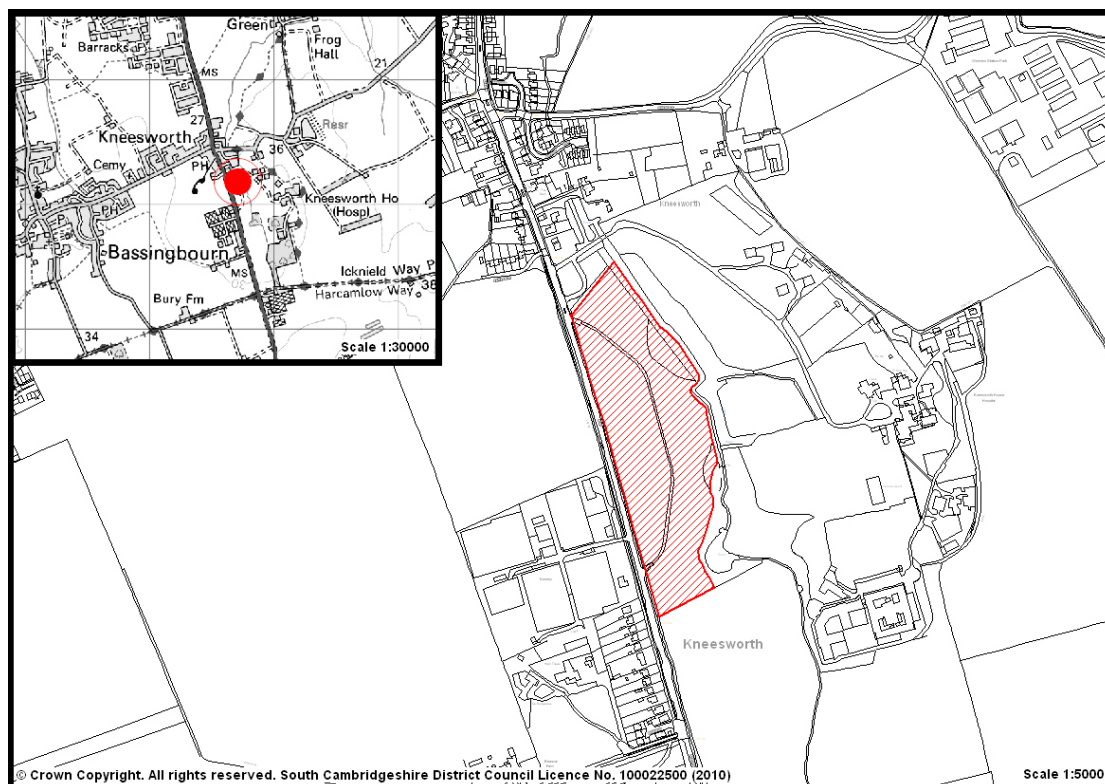 Green
Barracks
P
Frog
Hall
21
MS
27
Kneesworth
Resr
Cemy
PH
36
Kneesworth Ho
(Hosp)
P
PH
Bassingbourn
MS
Icknield Way P
Bury Fm
Harcamlow Way
38
34
Scale 1:30000
Kneesworth
Kneesworth
© Crown Copyright. All rights reserved. South Cambridgeshire District Council Licence No. 100022500 (2010)
Scale 1:5000